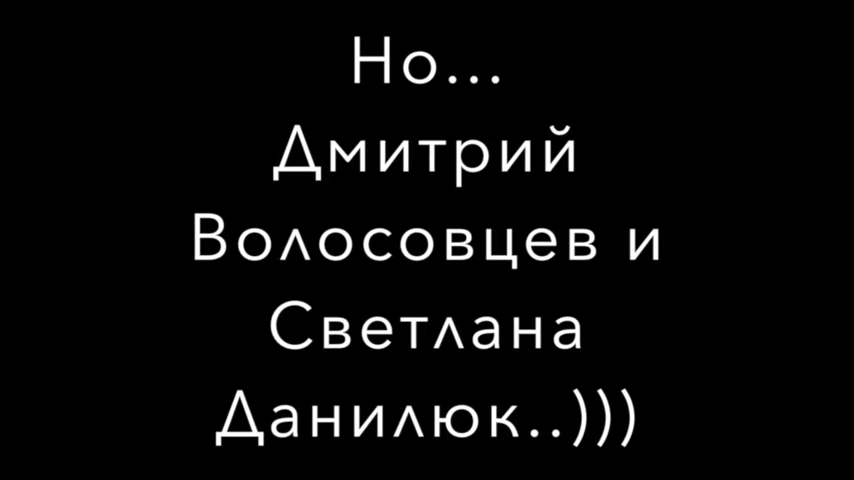 Но...
Дмитрий
Волосовцев и
Светлана
Данилюк..)))